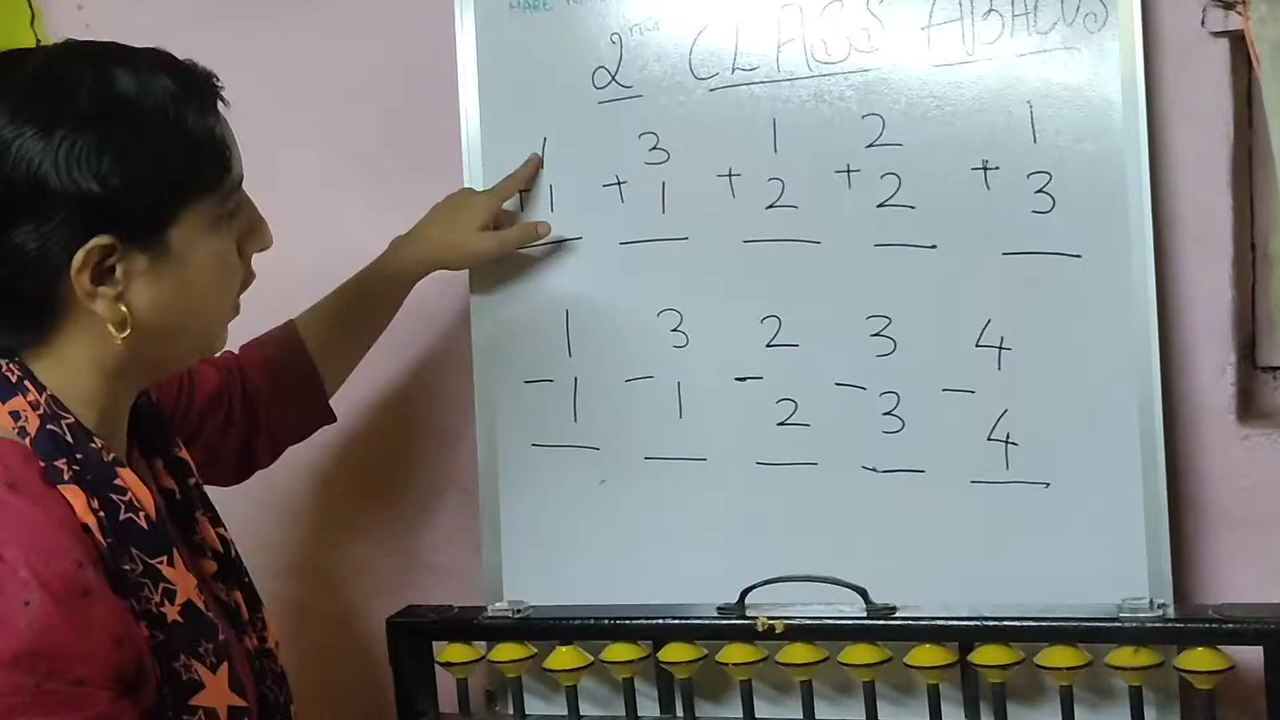 HARE
2 CLASS ABACUS
1 3 1 2 1
+ 1 + 1 + 2 + 2 + 3
1 3 2 3 4
- 1 - 1 - 2 - 3 - 4